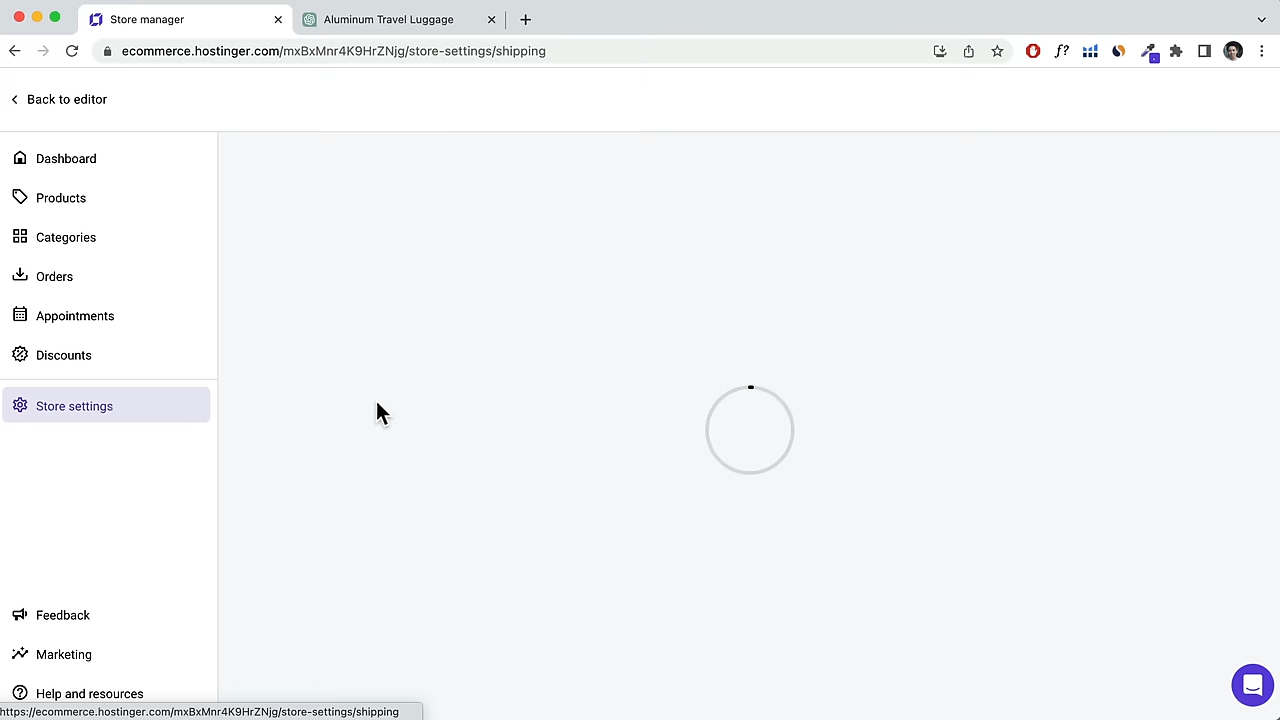 Store manager
Aluminum Travel Luggage
ecommerce.hostinger.com/mxBxMnr4K9HrZNjg/store-settings/shipping
f?
Back to editor
Dashboard
Products
Categories
Orders
Appointments
Discounts
Store settings
Feedback
Marketing
Help and resources
https://ecommerce.hostinger.com/mxBxMnr4K9HrZNjg/store-settings/shipping